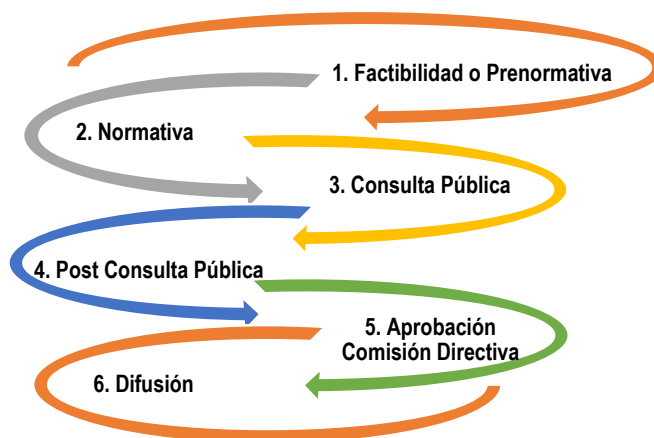 1. Factibilidad o Prenormativa
2. Normativa
3. Consulta Pública
4. Post Consulta Pública
5. Aprobación
Comisión Directiva
6. Difusión